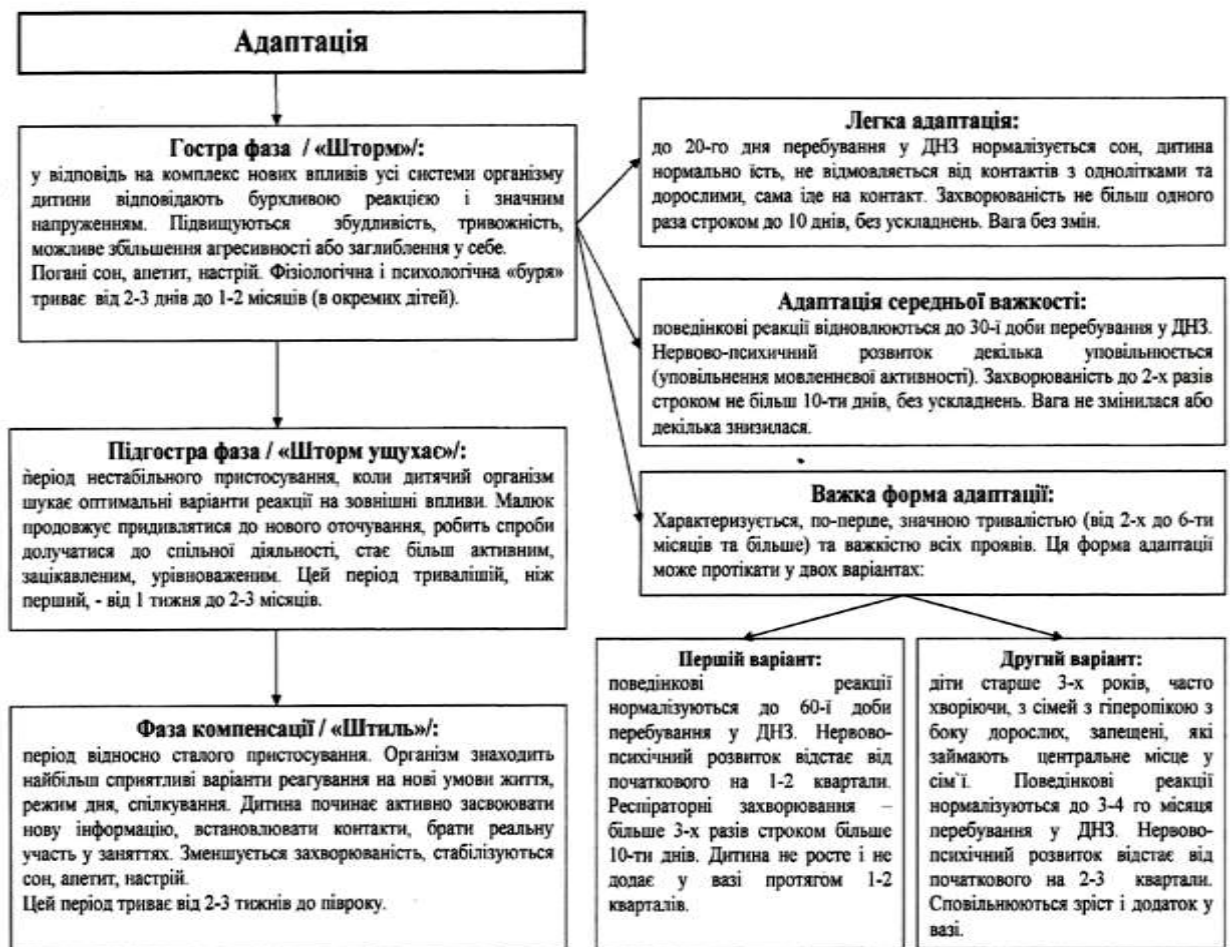 Адаптація
Гостра фаза / «Шторм»/:
у відповідь на комплекс нових впливів усі системи організму
дитини відповідають бурхливою реакцією і значним
напруженням. Підвищуються збудливість, тривожність,
можливе збільшення агресивності або заглиблення у себе.
Погані сон, апетит, настрій. Фізіологічна і психологічна «буря»
триває від 2-3 днів до 1-2 місяців (в окремих дітей).
Підгостра фаза / «Шторм ущухає»/:
період нестабільного пристосування, коли дитячий організм
шукає оптимальні варіанти реакції на зовнішні впливи. Малюк
продовжує придивлятися до нового оточування, робить спроби
долучатися до спільної діяльності, стає більш активним,
зацікавленим, урівноваженим. Цей період тривалішій, ніж
перший, - від 1 тижня до 2-3 місяців.
Фаза компенсації / «Штиль»/:
період відносно сталого пристосування. Організм знаходить
найбільш сприятливі варіанти реагування на нові умови життя,
режим дня, спілкування. Дитина починає активно засвоювати
нову інформацію, встановлювати контакти, брати реальну
участь у заняттях. Зменшується захворюваність, стабілізуються
сон, апетит, настрій.
Цей період триває від 2-3 тижнів до півроку.
Легка адаптація:
до 20-го дня перебування у ДНЗ нормалізується сон, дитина
нормально їсть, не відмовляється від контактів з однолітками та
дорослими, сама іде на контакт. Захворюваність не більш одного
раза строком до 10 днів, без ускладнень. Вага без змін.
Адаптація середньої важкості:
поведінкові реакції відновлюються до 30-ї доби перебування у ДНЗ.
Нервово-психичний розвиток декілька уповільнюється
(уповільнення мовленнєвої активності). Захворюваність до 2-х разів
строком не більш 10-ти днів, без ускладнень. Вага не змінилася або
декілька знизилася.
Важка форма адаптації:
Характеризується, по-перше, значною тривалістю (від 2-х до 6-ти
місяців та більше) та важкістю всіх проявів. Ця форма адаптації
може протікати у двох варіантах:
Першій варіант:
поведінкові реакції
нормалізуються до 60-ї доби
перебування у ДНЗ. Нервово-
психічний розвиток відстає від
початкового на 1-2 квартали.
Респіраторні захворювання –
більше 3-х разів строком більше
10-ти днів. Дитина не росте і не
додає у вазі протягом 1-2
кварталів.
Другий варіант:
діти старше 3-х років, часто
хворіючи, з сімей з гіперопікою з
боку дорослих, запещені, які
займають центральне місце у
сім`ї. Поведінкові реакції
нормалізуються до 3-4 го місяця
перебування у ДНЗ. Нервово-
психічний розвиток відстає від
початкового на 2-3 квартали.
Сповільнюються зріст і додаток у
вазі.